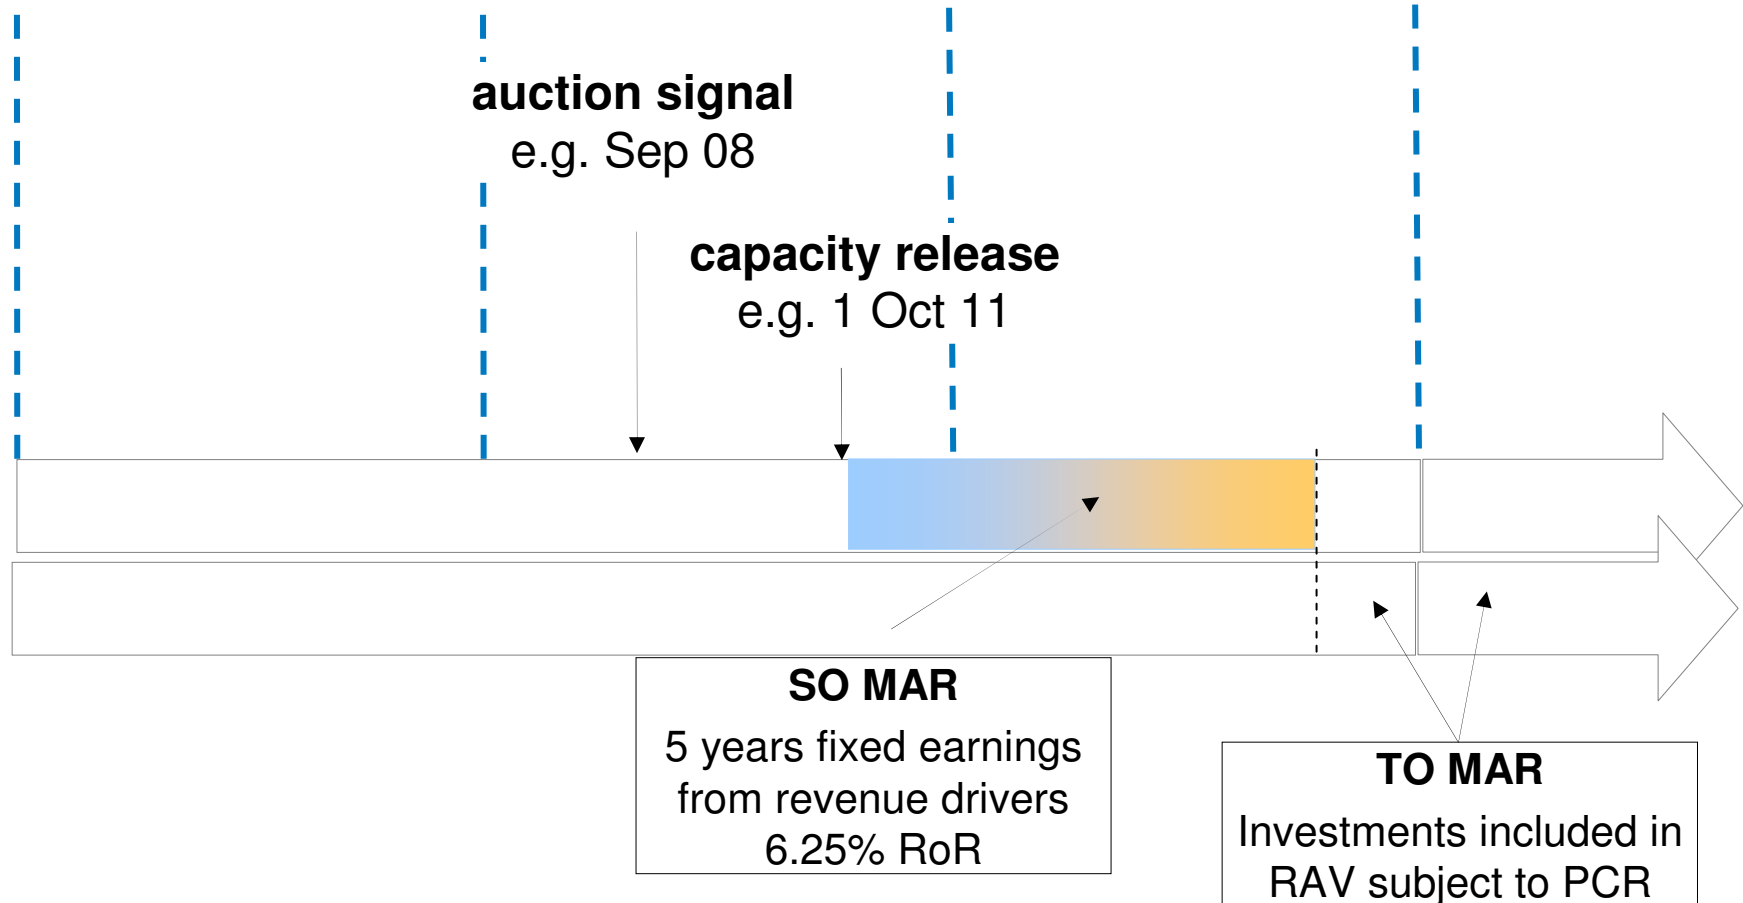 auction signal
e.g. Sep 08
capacity release
e.g. 1 Oct 11
SO MAR
5 years fixed earnings
from revenue drivers
6.25% RoR
TO MAR
Investments included in
RAV subject to PCR